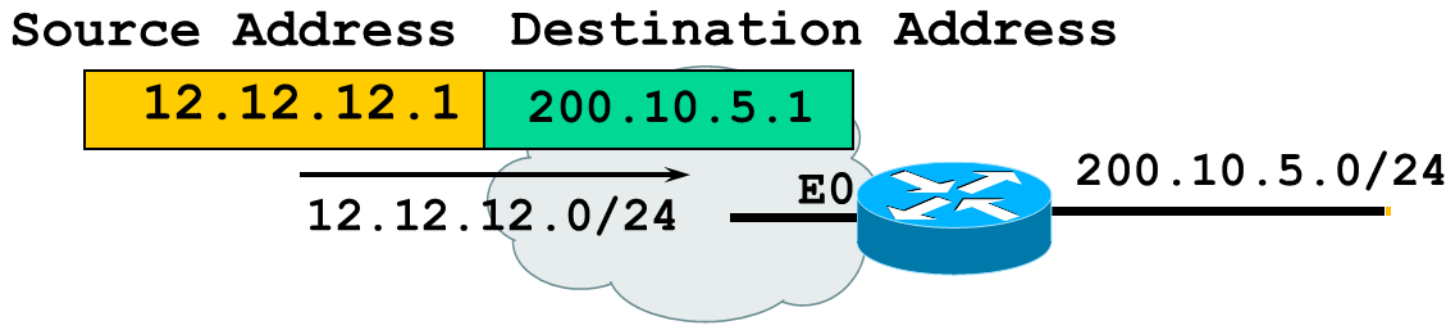 Source Address Destination Address
12.12.12.1 200.10.5.1
200.10.5.0/24
E0
12.12.12.0/24